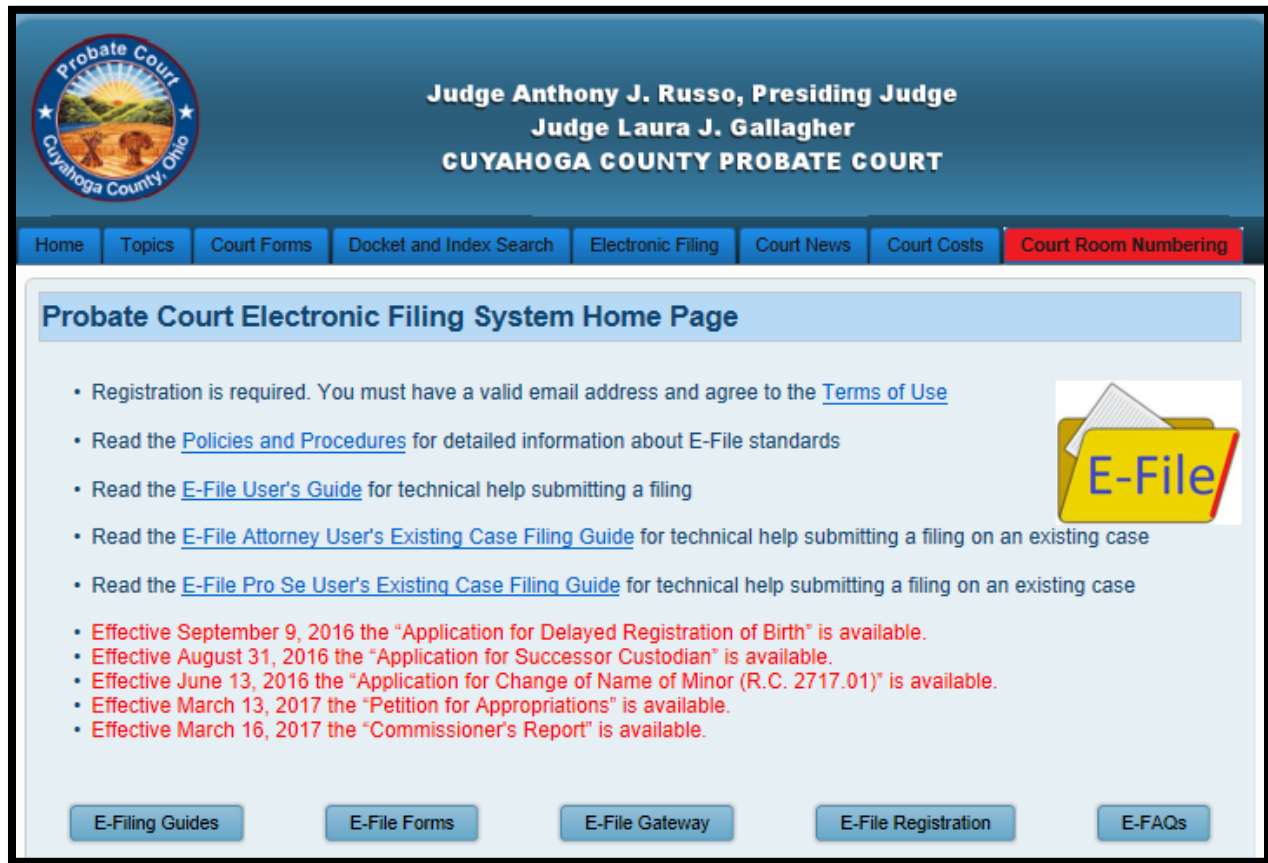 Probate Court
Cuyahoga County, Ohio
Judge Anthony J. Russo, Presiding Judge
Judge Laura J. Gallagher
CUYAHOGA COUNTY PROBATE COURT
Home Topics Court Forms Docket and Index Search Electronic Filing Court News Court Costs Court Room Numbering
Probate Court Electronic Filing System Home Page
• Registration is required. You must have a valid email address and agree to the Terms of Use
• Read the Policies and Procedures for detailed information about E-File standards
E-File
• Read the E-File User's Guide for technical help submitting a filing
• Read the E-File Attorney User's Existing Case Filing Guide for technical help submitting a filing on an existing case
• Read the E-File Pro Se User's Existing Case Filing Guide for technical help submitting a filing on an existing case
• Effective September 9, 2016 the “Application for Delayed Registration of Birth” is available.
• Effective August 31, 2016 the “Application for Successor Custodian” is available.
• Effective June 13, 2016 the “Application for Change of Name of Minor (R.C. 2717.01)” is available.
• Effective March 13, 2017 the “Petition for Appropriations” is available.
• Effective March 16, 2017 the “Commissioner's Report” is available.
E-Filing Guides E-File Forms E-File Gateway E-File Registration E-FAQs